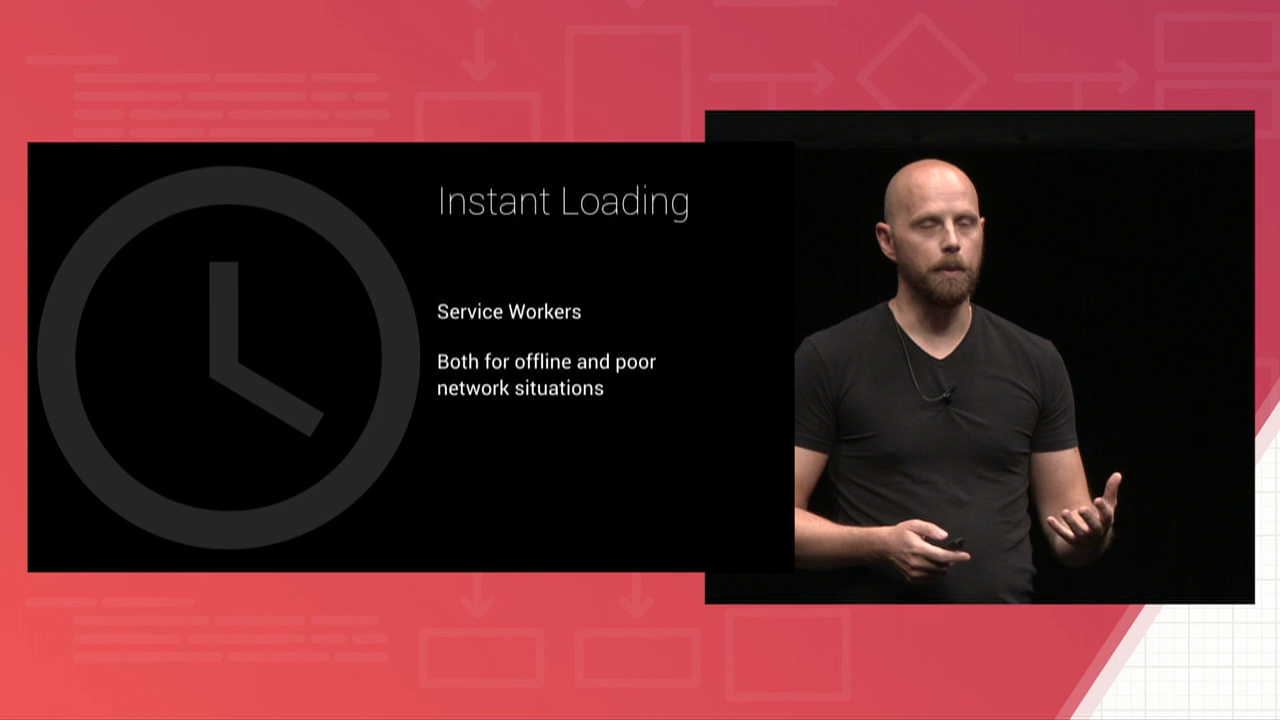 Instant Loading
Service Workers
Both for offline and poor
network situations